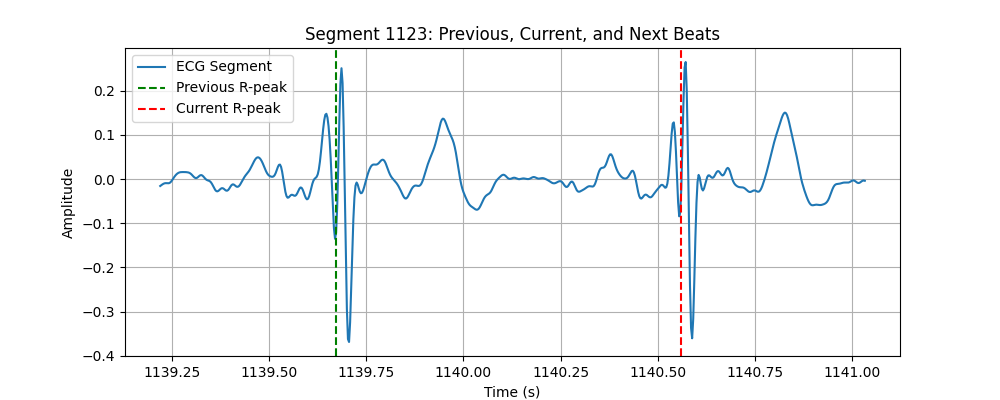 Segment 1123: Previous, Current, and Next Beats
ECG Segment
Previous R-peak
Current R-peak
Amplitude
0.2
0.1
0.0
−0.1
−0.2
−0.3
−0.4
1139.25 1139.50 1139.75 1140.00 1140.25 1140.50 1140.75 1141.00
Time (s)